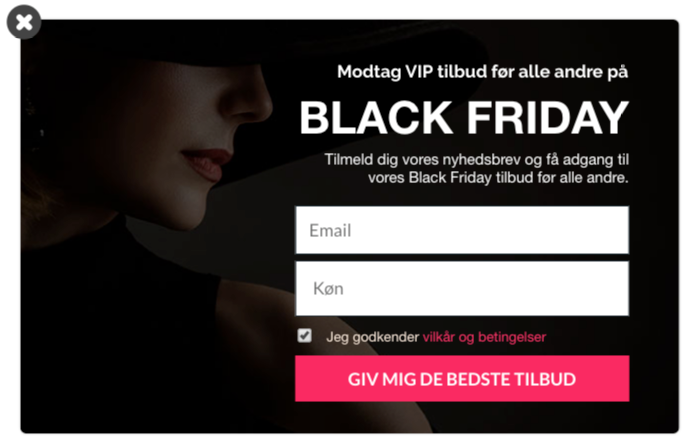 Modtag VIP tilbud før alle andre på
BLACK FRIDAY
Tilmeld dig vores nyhedsbrev og få adgang til
vores Black Friday tilbud før alle andre.
Email
Køn
Jeg godkender vilkår og betingelser
GIV MIG DE BEDSTE TILBUD